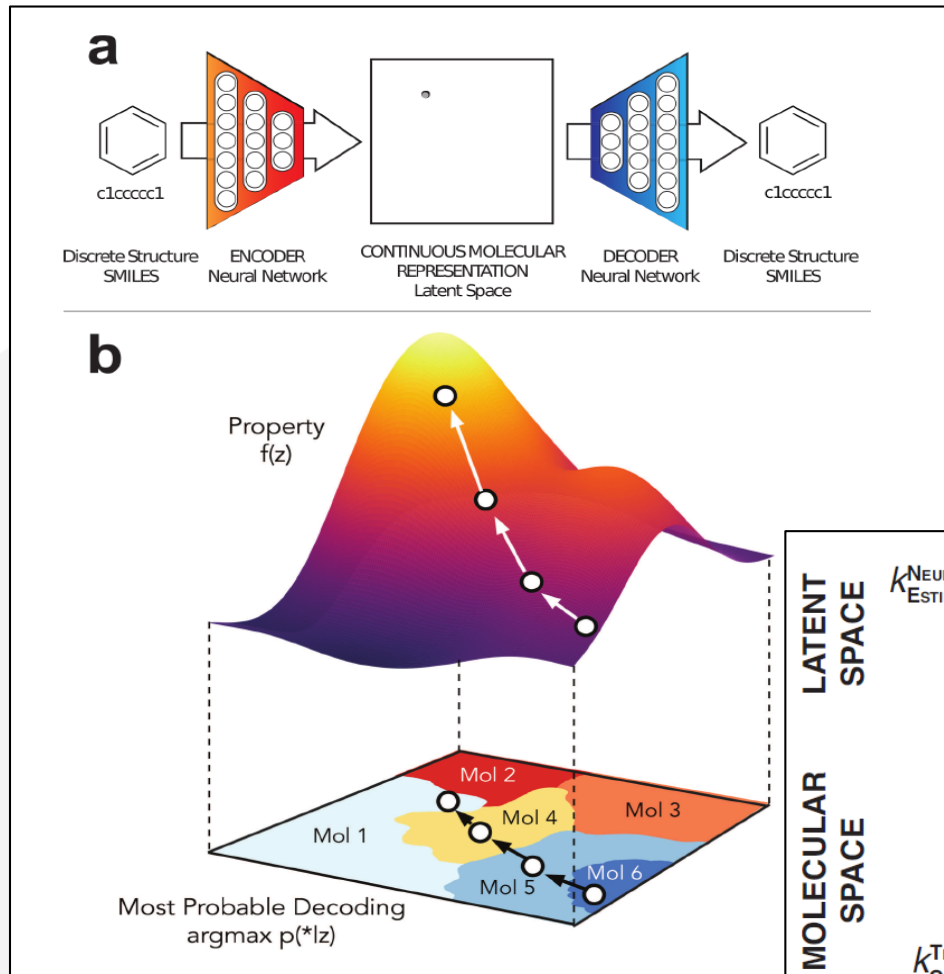 a
c1ccccc1
c1ccccc1
Discrete Structure
SMILES
ENCODER
Neural Network
CONTINUOUS MOLECULAR
REPRESENTATION
Latent Space
DECODER
Neural Network
Discrete Structure
SMILES
b
Property
f(z)
LATENT
SPACE
k
Mol 2
Mol 3
Mol 4
Mol 1
Mol 5
Mol 6
Most Probable Decoding
argmax p(*|z)
MOLECULAR
SPACE
k